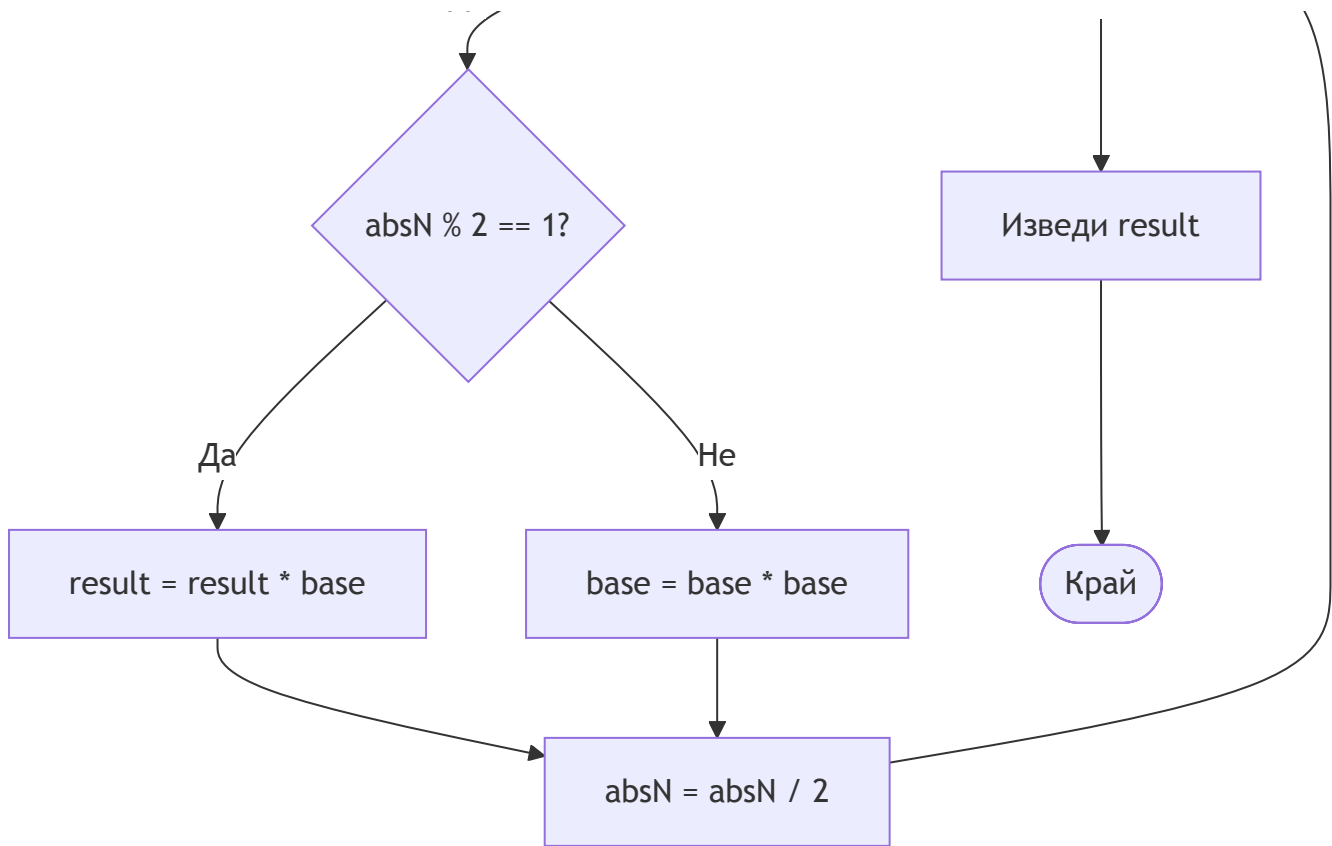 absN % 2 == 1?
Изведи result
Да
Не
result = result * base
base = base * base
Край
absN = absN / 2